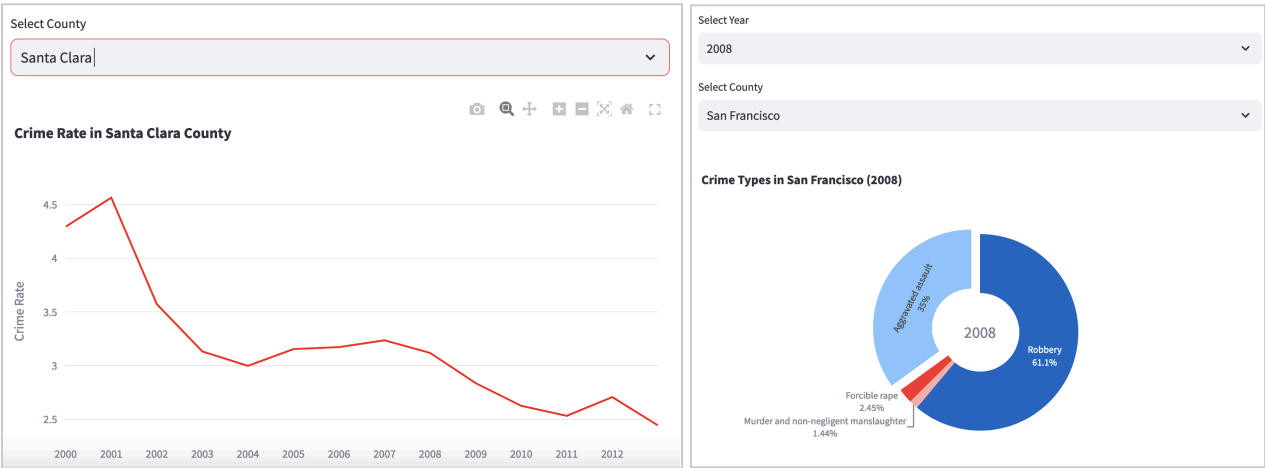 Select County
Santa Clara
Crime Rate in Santa Clara County
4.5
4
3.5
3
2.5
Crime Rate
2000 2001 2002 2003 2004 2005 2006 2007 2008 2009 2010 2011 2012
Select Year
2008
Select County
San Francisco
Crime Types in San Francisco (2008)
Aggravated assault
35%
2008
Robbery
61.1%
Forcible rape
2.45%
Murder and non-negligent manslaughter
1.44%